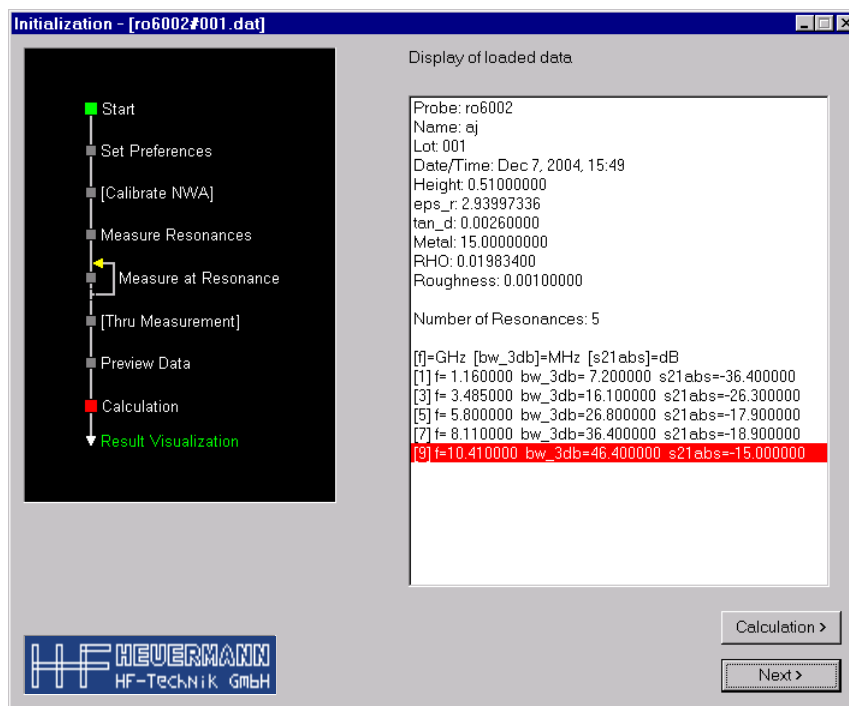 Initialization - [ro6002#001.dat]
Start
Set Preferences
[Calibrate NWA]
Measure Resonances
Measure at Resonance
[Thru Measurement]
Preview Data
Calculation
Result Visualization
Display of loaded data
Probe: ro6002
Name: aj
Lot: 001
Date/Time: Dec 7, 2004, 15:49
Height: 0.51000000
eps_r: 2.93997336
tan_d: 0.00260000
Metal: 15.00000000
RHO: 0.01983400
Roughness: 0.00100000
Number of Resonances: 5
[f]=GHz [bw_3db]=MHz [s21abs]=dB
[1] f= 1.160000 bw_3db= 7.200000 s21abs=-36.400000
[3] f= 3.485000 bw_3db=16.100000 s21abs=-26.300000
[5] f= 5.800000 bw_3db=26.800000 s21abs=-17.900000
[7] f= 8.110000 bw_3db=36.400000 s21abs=-18.900000
[9] f=10.410000 bw_3db=46.400000 s21abs=-15.000000
Calculation >
Next >
HF HEUERMANN
HF-Technik GmbH